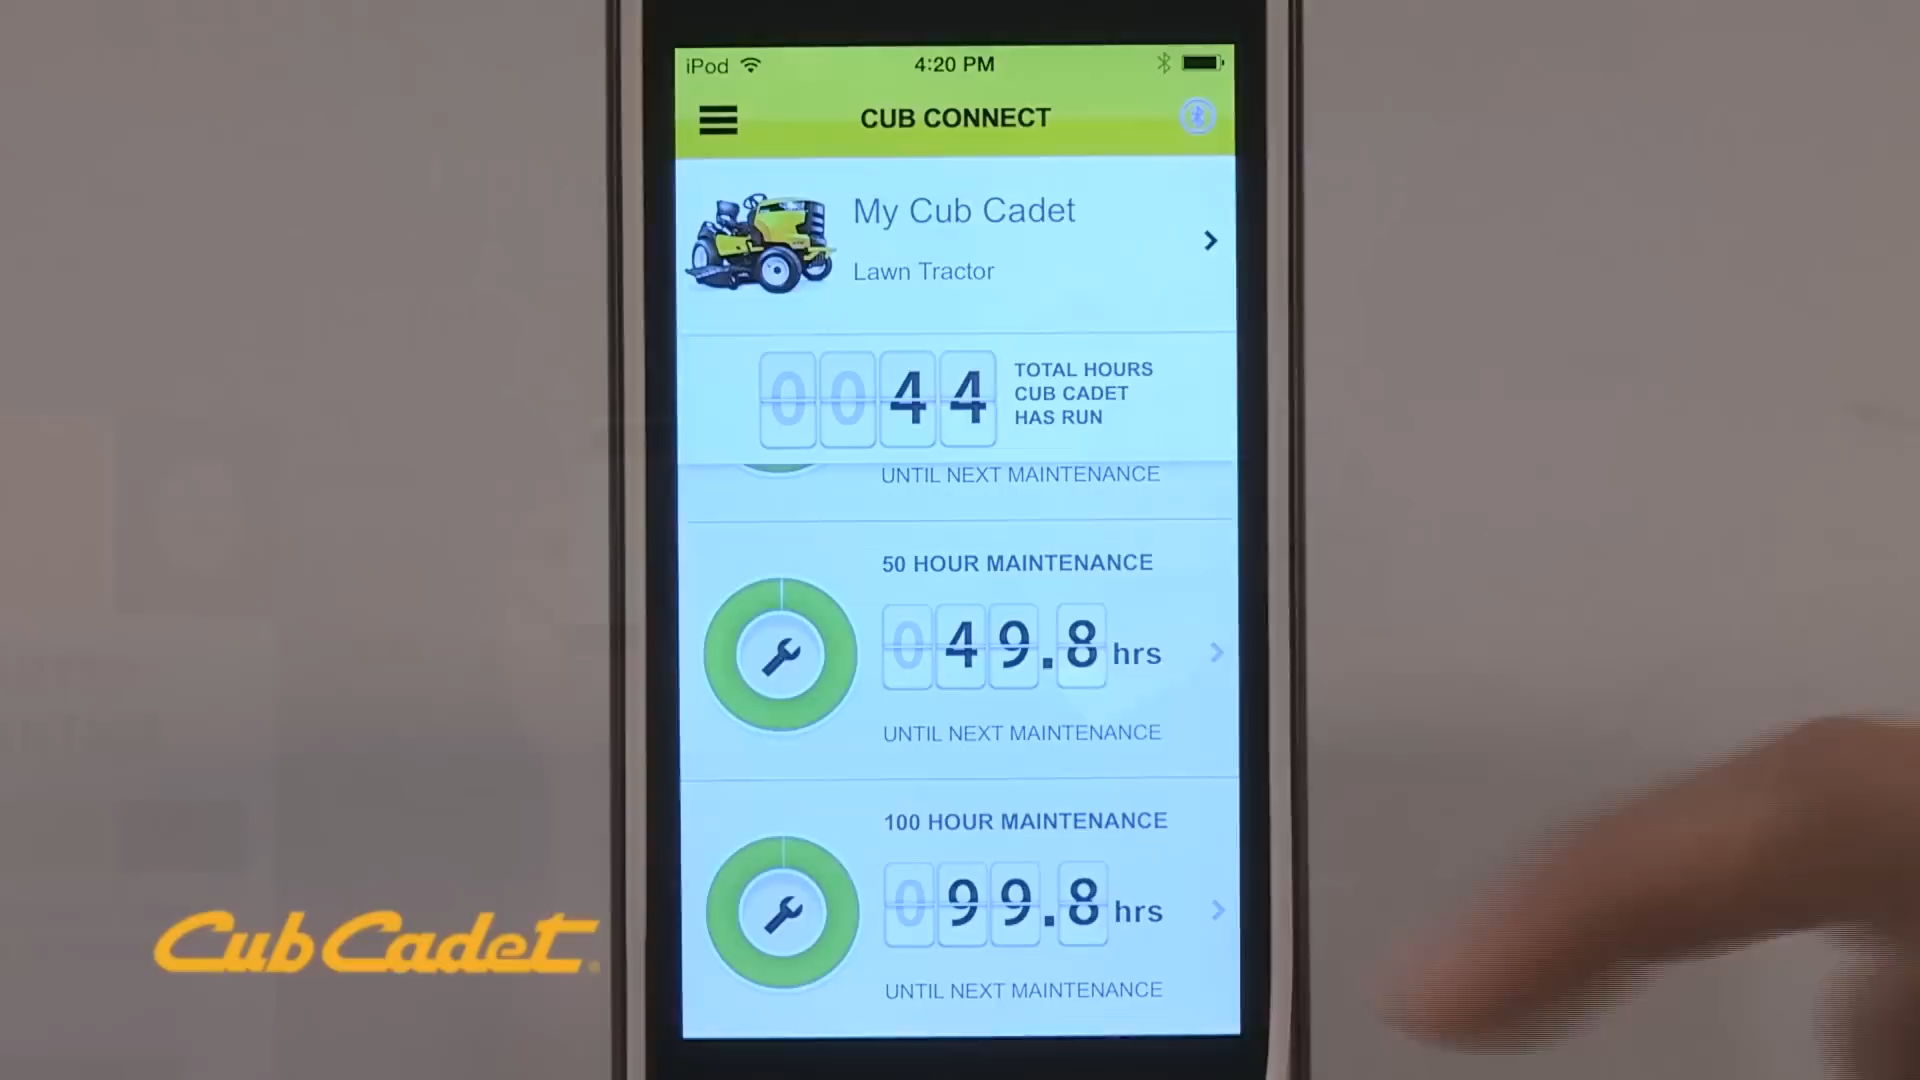 iPod 4:20 PM
CUB CONNECT
My Cub Cadet
Lawn Tractor
0044
TOTAL HOURS
CUB CADET
HAS RUN
UNTIL NEXT MAINTENANCE
50 HOUR MAINTENANCE
049.8 hrs
UNTIL NEXT MAINTENANCE
100 HOUR MAINTENANCE
099.8 hrs
UNTIL NEXT MAINTENANCE
Cub Cadet